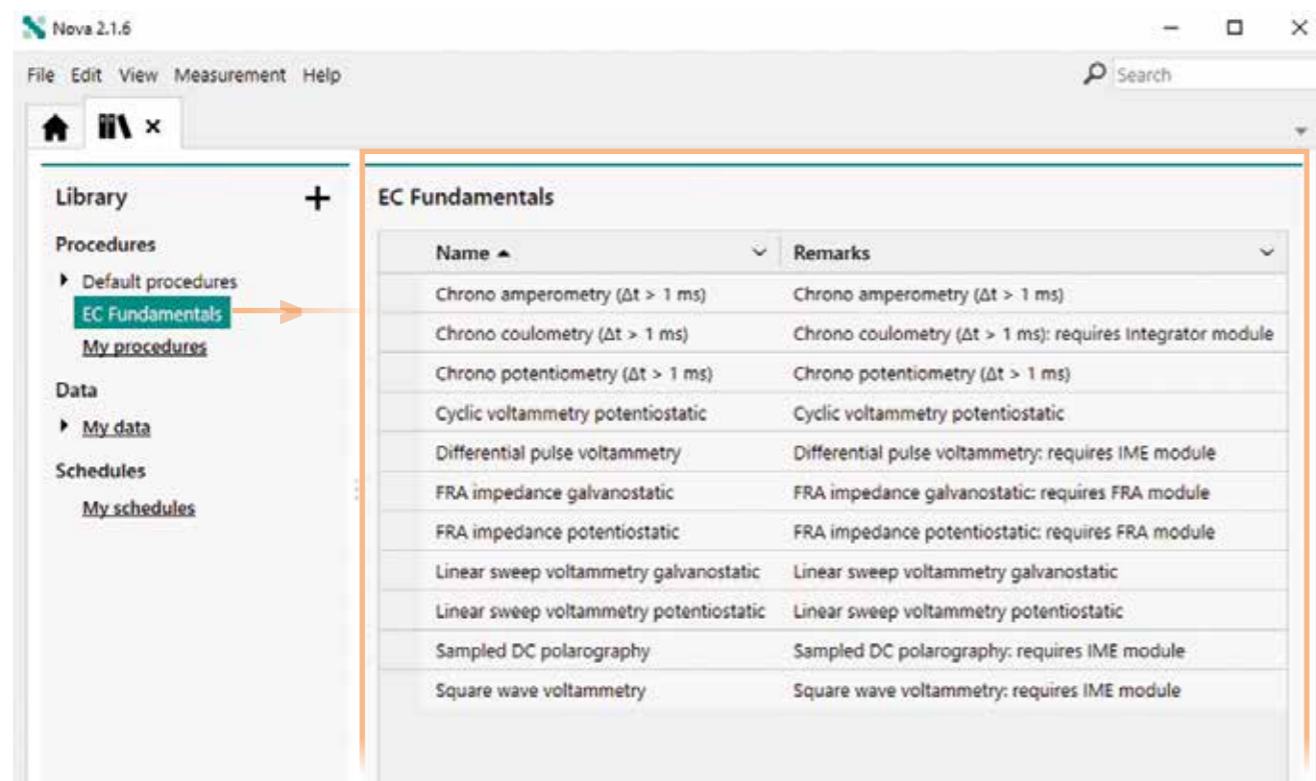 Nova 2.1.6
File Edit View Measurement Help
Search
Library
Procedures
Default procedures
EC Fundamentals
My procedures
Data
My data
Schedules
My schedules
EC Fundamentals
Name Remarks
Chrono amperometry (Δt > 1 ms) Chrono amperometry (Δt > 1 ms)
Chrono coulometry (Δt > 1 ms) Chrono coulometry (Δt > 1 ms): requires Integrator module
Chrono potentiometry (Δt > 1 ms) Chrono potentiometry (Δt > 1 ms)
Cyclic voltammetry potentiostatic Cyclic voltammetry potentiostatic
Differential pulse voltammetry Differential pulse voltammetry: requires IME module
FRA impedance galvanostatic FRA impedance galvanostatic: requires FRA module
FRA impedance potentiostatic FRA impedance potentiostatic: requires FRA module
Linear sweep voltammetry galvanostatic Linear sweep voltammetry galvanostatic
Linear sweep voltammetry potentiostatic Linear sweep voltammetry potentiostatic
Sampled DC polarography Sampled DC polarography: requires IME module
Square wave voltammetry Square wave voltammetry: requires IME module